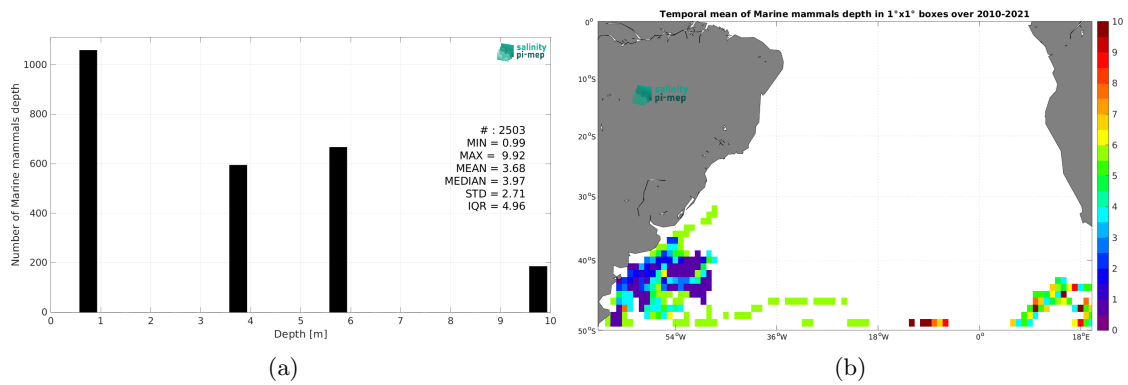 salinity
pi-mep
Number of Marine mammals depth
1000
800
600
400
200
0
# : 2503
MIN = 0.99
MAX =  9.92
MEAN = 3.68
MEDIAN = 3.97
STD = 2.71
IQR = 4.96
0 1 2 3 4 5 6 7 8 9 10
Depth [m]
(a)
Temporal mean of Marine mammals depth in 1°x1° boxes over 2010-2021
0°
10°S
20°S
30°S
40°S
50°S
salinity
pi-mep
54°W 36°W 18°W 0° 18°E
10
9
8
7
6
5
4
3
2
1
0
(b)